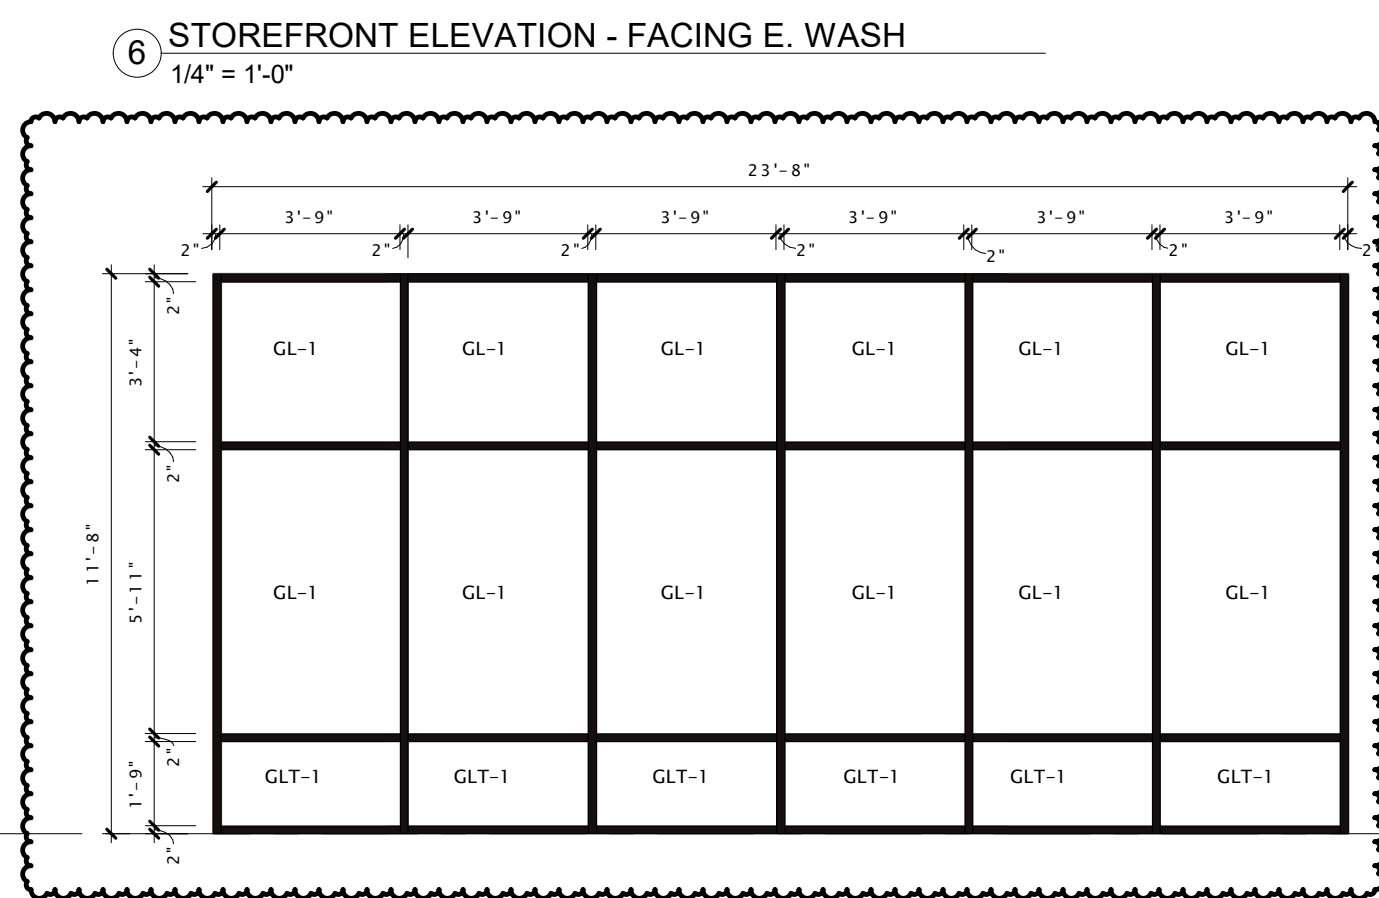 6 STOREFRONT ELEVATION - FACING E. WASH
1/4" = 1'-0"
23'-8"
3'-9" 3'-9" 3'-9" 3'-9" 3'-9" 3'-9"
2" 2" 2" 2" 2" 2" 2
2"
3'-4"
GL-1 GL-1 GL-1 GL-1 GL-1 GL-1
2"
11'-8"
5'-11"
GL-1 GL-1 GL-1 GL-1 GL-1 GL-1
2"
1'-9"
GLT-1 GLT-1 GLT-1 GLT-1 GLT-1 GLT-1
2"